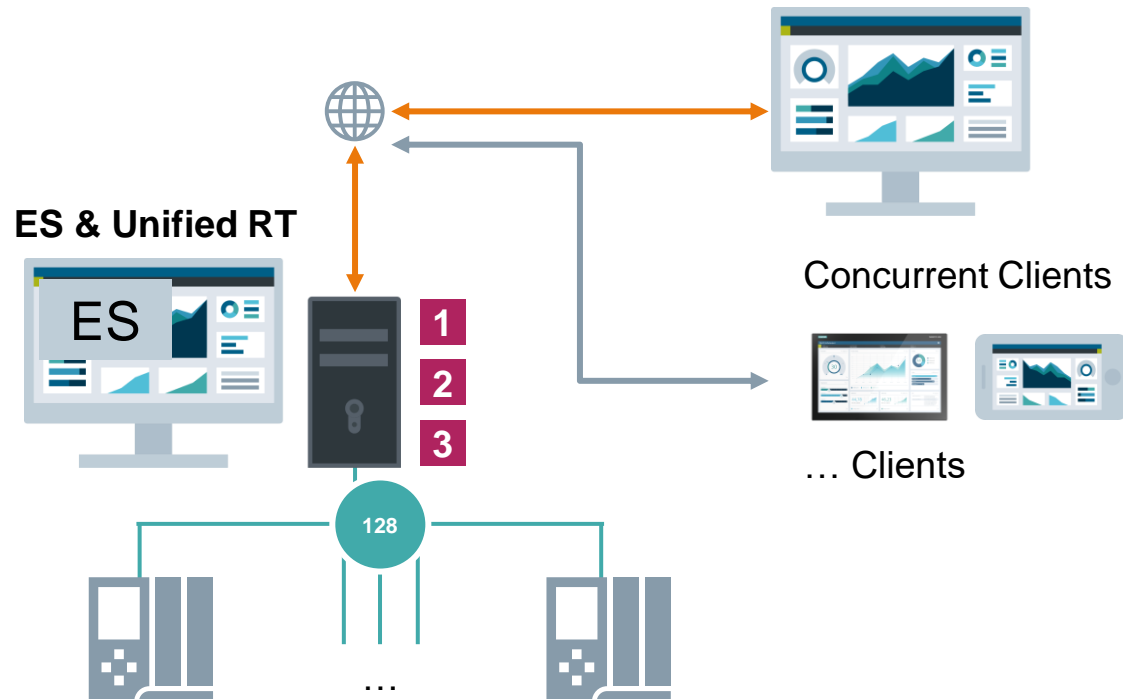 ES & Unified RT
ES
1
2
3
Concurrent Clients
… Clients
128
…